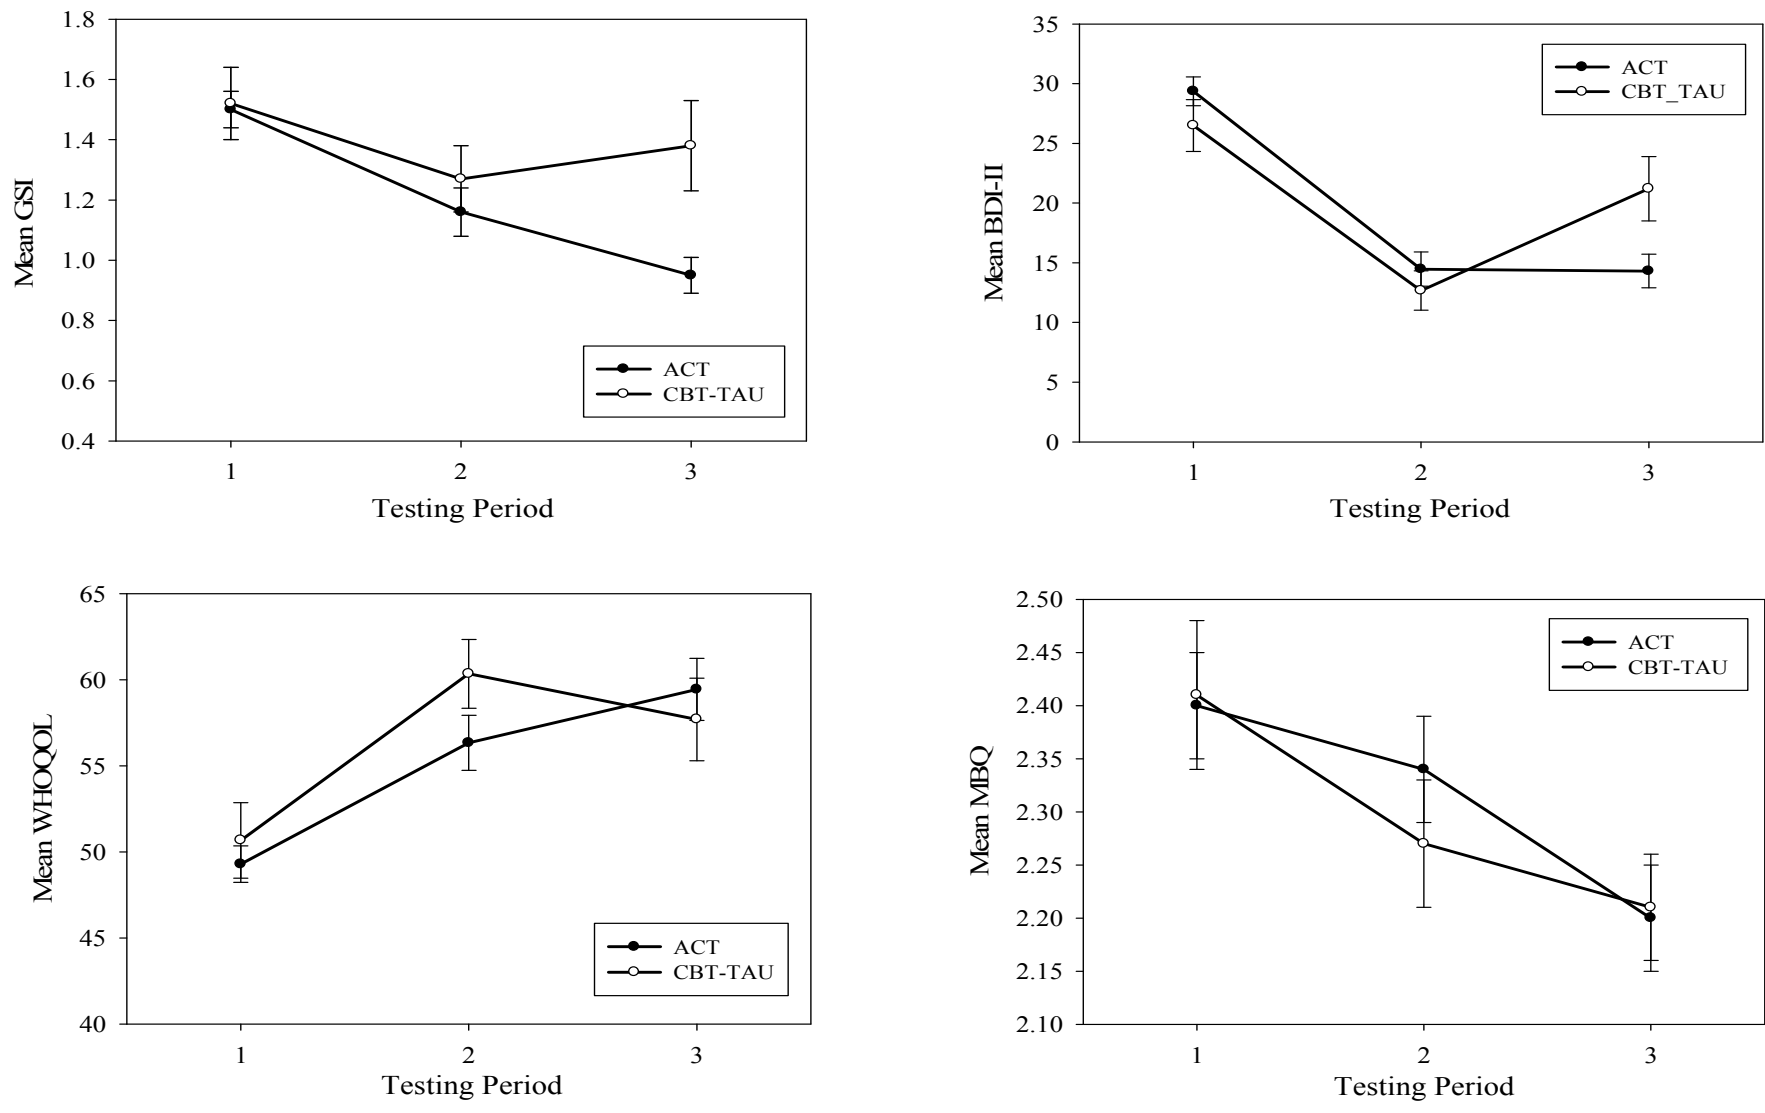 Mean GSI
1.8
1.6
1.4
1.2
1.0
0.8
0.6
0.4
1 2 3
Testing Period
ACT
CBT-TAU
Mean BDI-II
35
30
25
20
15
10
5
0
1 2 3
Testing Period
ACT
CBT_TAU
Mean WHOQOL
65
60
55
50
45
40
1 2 3
Testing Period
ACT
CBT-TAU
Mean MBQ
2.50
2.45
2.40
2.35
2.30
2.25
2.20
2.15
2.10
1 2 3
Testing Period
ACT
CBT-TAU